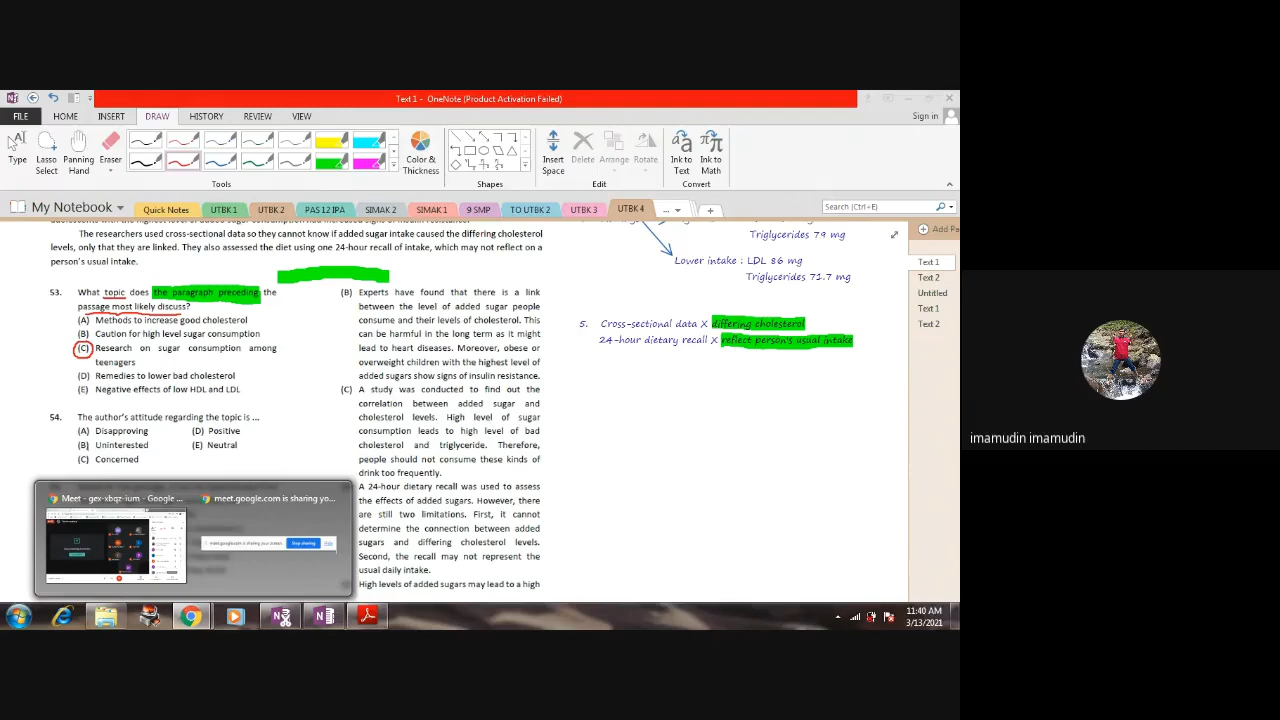 Text 1 - OneNote (Product Activation Failed)
FILE HOME INSERT DRAW HISTORY REVIEW VIEW Sign in
Type Lasso Select Panning Hand Eraser Color & Thickness Insert Space Delete Arrange Rotate Ink to Text Ink to Math
Tools Shapes Edit Convert
My Notebook Quick Notes UTBK 1 UTBK 2 PAS 12 IPA SIMAK 2 SIMAK 1 9 SMP TO UTBK 2 UTBK 3 UTBK 4 ... Search (Ctrl+E)
Add Pa
Text 1
Text 2
Untitled
Text 1
Text 2
The researchers used cross-sectional data so they cannot know if added sugar intake caused the differing cholesterol
levels, only that they are linked. They also assessed the diet using one 24-hour recall of intake, which may not reflect on a
person's usual intake.
53. What topic does the paragraph preceding the
passage most likely discuss?
(A) Methods to increase good cholesterol
(B) Caution for high level sugar consumption
(C) Research on sugar consumption among
teenagers
(D) Remedies to lower bad cholesterol
(E) Negative effects of low HDL and LDL
54. The author's attitude regarding the topic is ...
(A) Disapproving (D) Positive
(B) Uninterested (E) Neutral
(C) Concerned
(B) Experts have found that there is a link
between the level of added sugar people
consume and their levels of cholesterol. This
can be harmful in the long term as it might
lead to heart diseases. Moreover, obese or
overweight children with the highest level of
added sugars show signs of insulin resistance.
(C) A study was conducted to find out the
correlation between added sugar and
cholesterol levels. High level of sugar
consumption leads to high level of bad
cholesterol and triglyceride. Therefore,
people should not consume these kinds of
drink too frequently.
A 24-hour dietary recall was used to assess
the effects of added sugars. However, there
are still two limitations. First, it cannot
determine the connection between added
sugars and differing cholesterol levels.
Second, the recall may not represent the
usual daily intake.
High levels of added sugars may lead to a high
Triglycerides 79 mg
Lower intake : LDL 86 mg
Triglycerides 71.7 mg
5. Cross-sectional data X differing cholesterol
24-hour dietary recall X reflect person's usual intake
Meet - gex-xbqz-ium - Google ... meet.google.com is sharing yo...
meet.google.com is sharing your screen. Stop sharing Hide
11:40 AM
3/13/2021
imamudin imamudin